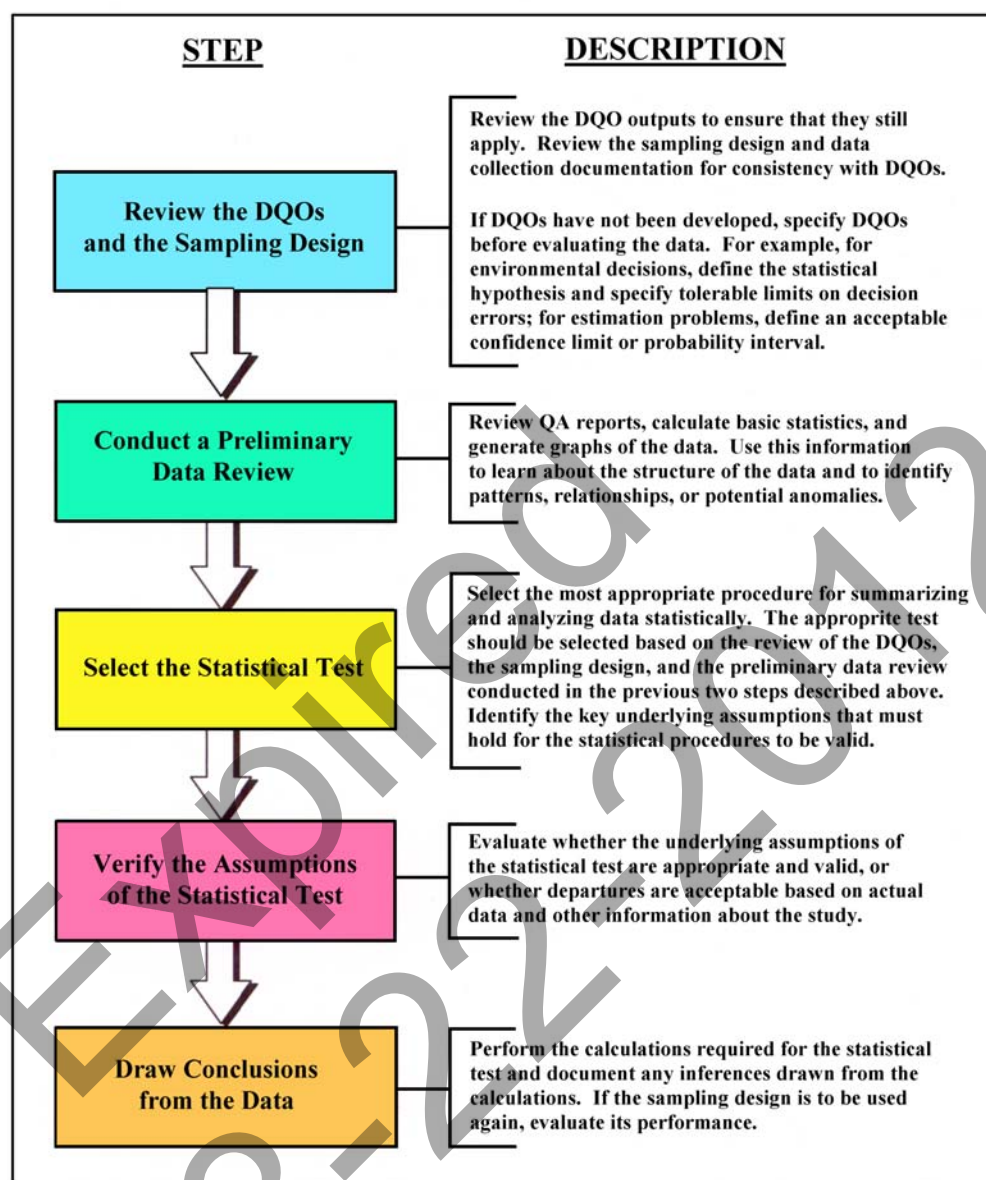 STEP
DESCRIPTION
Review the DQOs
and the Sampling Design
Review the DQO outputs to ensure that they still
apply. Review the sampling design and data
collection documentation for consistency with DQOs.
If DQOs have not been developed, specify DQOs
before evaluating the data. For example, for
environmental decisions, define the statistical
hypothesis and specify tolerable limits on decision
errors; for estimation problems, define an acceptable
confidence limit or probability interval.
Conduct a Preliminary
Data Review
Review QA reports, calculate basic statistics, and
generate graphs of the data. Use this information
to learn about the structure of the data and to identify
patterns, relationships, or potential anomalies.
Select the Statistical Test
Select the most appropriate procedure for summarizing
and analyzing data statistically. The approprite test
should be selected based on the review of the DQOs,
the sampling design, and the preliminary data review
conducted in the previous two steps described above.
Identify the key underlying assumptions that must
hold for the statistical procedures to be valid.
Verify the Assumptions
of the Statistical Test
Evaluate whether the underlying assumptions of
the statistical test are appropriate and valid, or
whether departures are acceptable based on actual
data and other information about the study.
Draw Conclusions
from the Data
Perform the calculations required for the statistical
test and document any inferences drawn from the
calculations. If the sampling design is to be used
again, evaluate its performance.
Expired
-22-2012